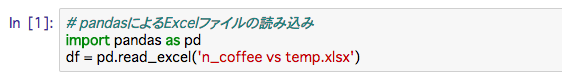 In [1]: # pandasによるExcelファイルの読み込み
import pandas as pd
df = pd.read_excel('n_coffee vs temp.xlsx')